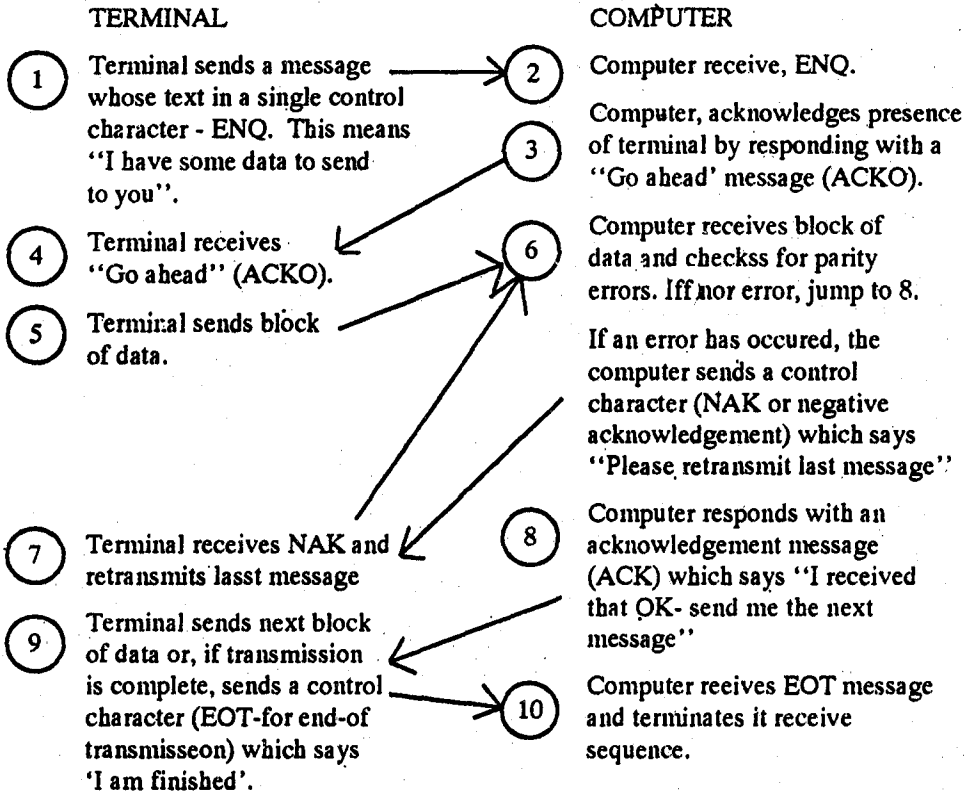 TERMINAL
1
Terminal sends a message
whose text in a single control
character - ENQ. This means
“I have some data to send
to you”.
4
Terminal receives
“Go ahead” (ACKO).
5
Terminal sends block
of data.
7
Terminal receives NAK and
retransmits lasst message
9
Terminal sends next block
of data or, if transmission
is complete, sends a control
character (EOT-for end-of
transmisseon) which says
‘I am finished’.
COMPUTER
2
Computer receive, ENQ.
3
Computer, acknowledges presence
of terminal by responding with a
“Go ahead’ message (ACKO).
6
Computer receives block of
data and checkss for parity
errors. Iff nor error, jump to 8.
If an error has occured, the
computer sends a control
character (NAK or negative
acknowledgement) which says
“Please retransmit last message”
8
Computer responds with an
acknowledgement message
(ACK) which says “I received
that OK- send me the next
message”
10
Computer reeives EOT message
and terminates it receive
sequence.